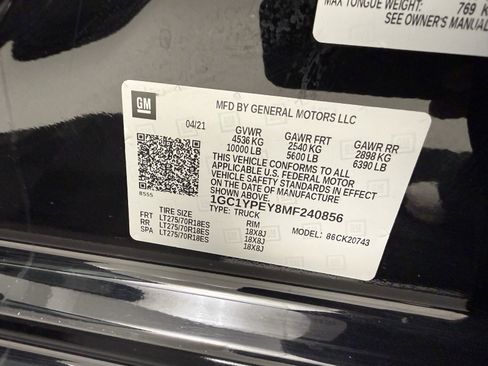 MAX TONGUE WEIGHT: 769 K
SEE OWNER'S MANUAL
GM
MFD BY GENERAL MOTORS LLC
04/21 GVWR GAWR FRT GAWR RR
4536 KG 2540 KG 2898 KG
10000 LB 5600 LB 6390 LB
THIS VEHICLE CONFORMS TO ALL
APPLICABLE U.S. FEDERAL MOTOR
VEHICLE SAFETY STANDARDS IN
EFFECT ON THE DATE OF MANUFACTURE
SHOWN ABOVE.
8555
1GC1YPEY8MF240856
TYPE: TRUCK
TIRE SIZE RIM MODEL: 86CK20743
FRT LT275/70R18ES 18X8J
RR LT275/70R18ES 18X8J
SPA LT275/70R18ES 18X8J